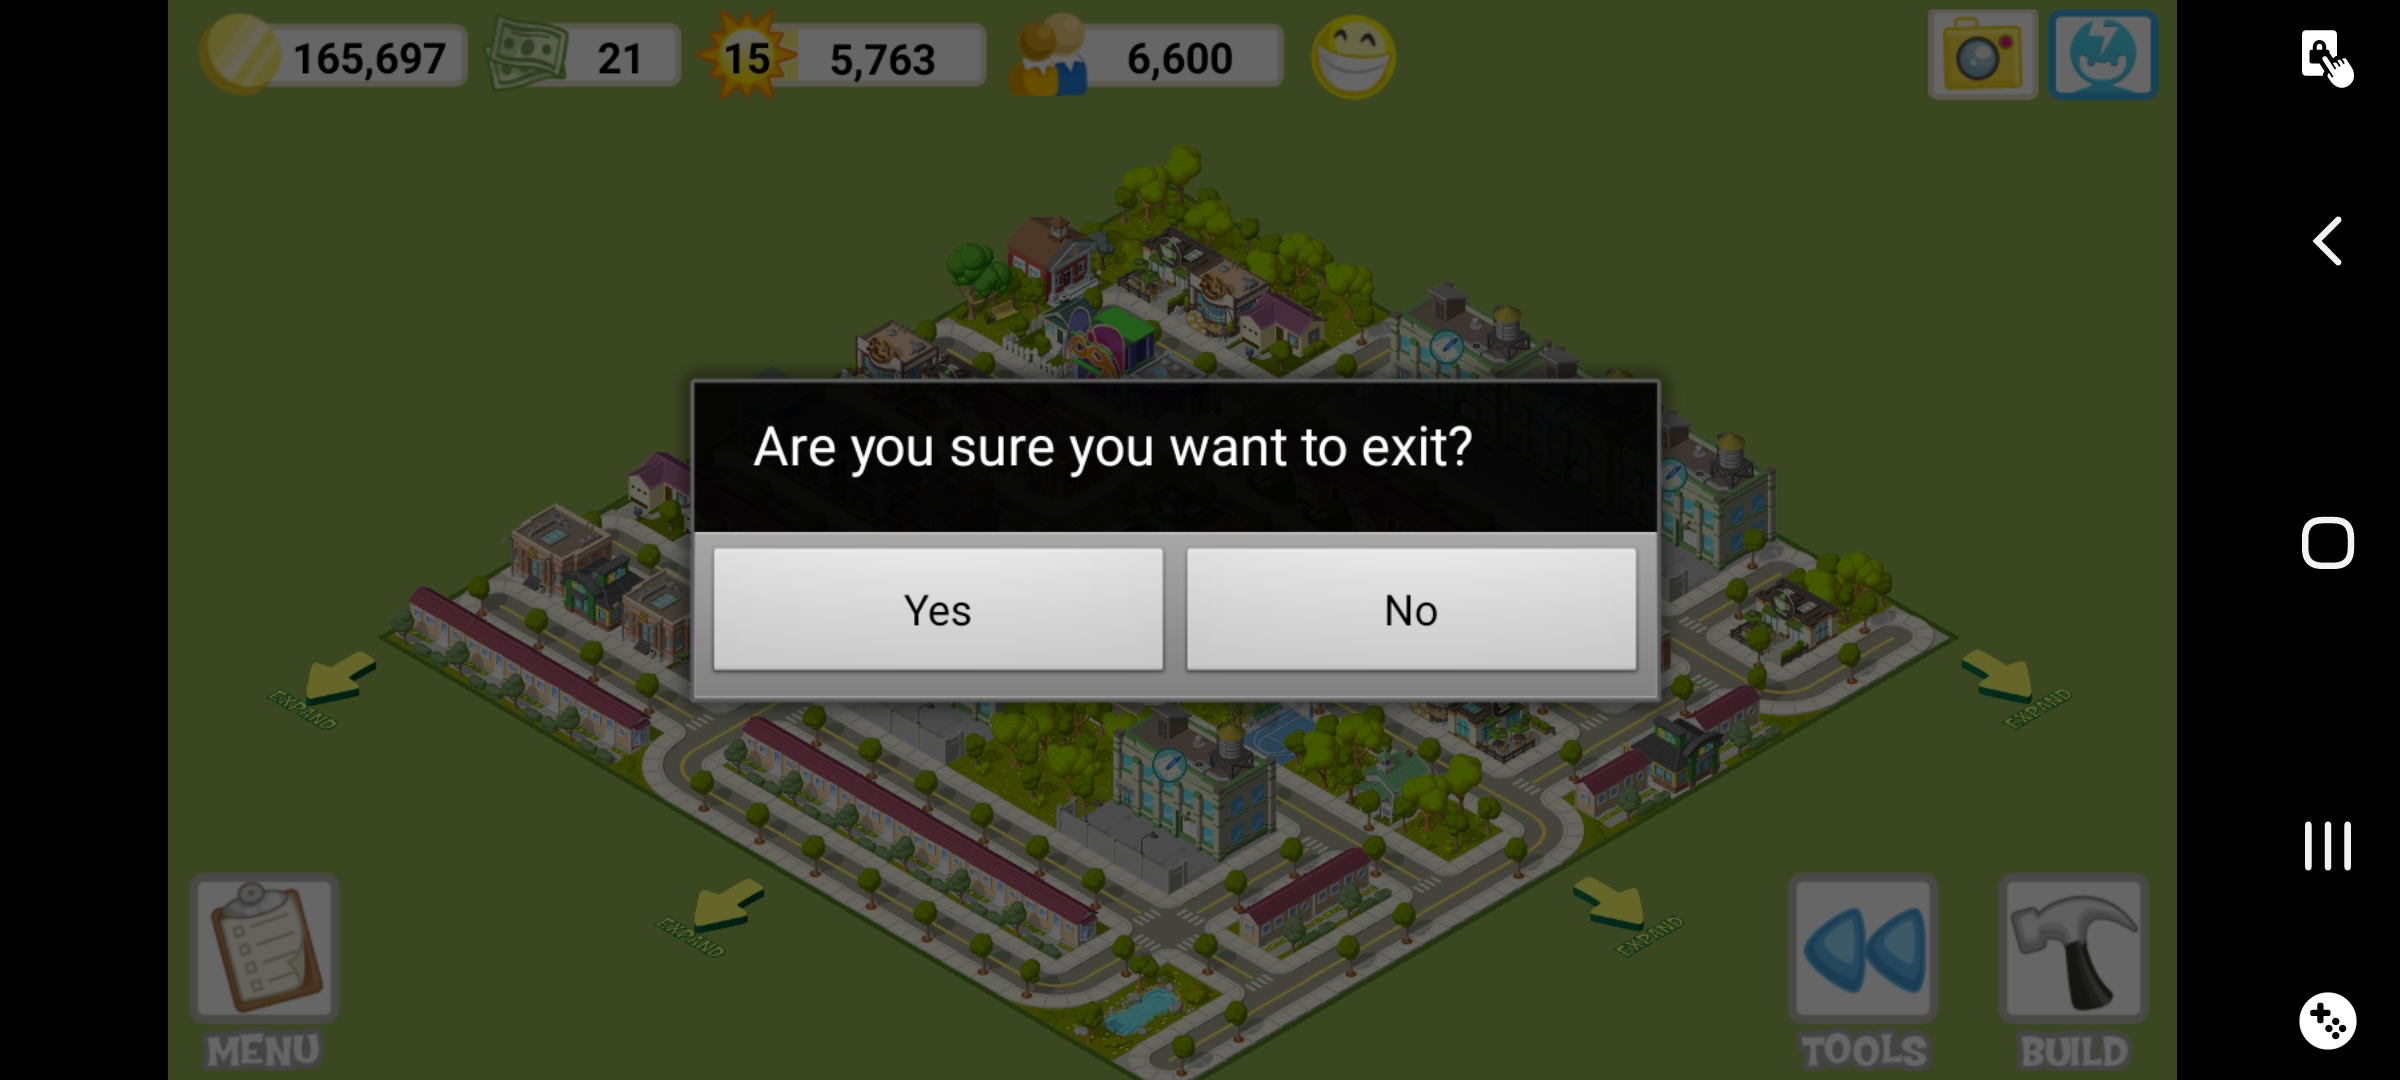 165,697
21
15
5,763
6,600
Are you sure you want to exit?
Yes
No
EXPAND
EXPAND
EXPAND
EXPAND
MENU
TOOLS
BUILD